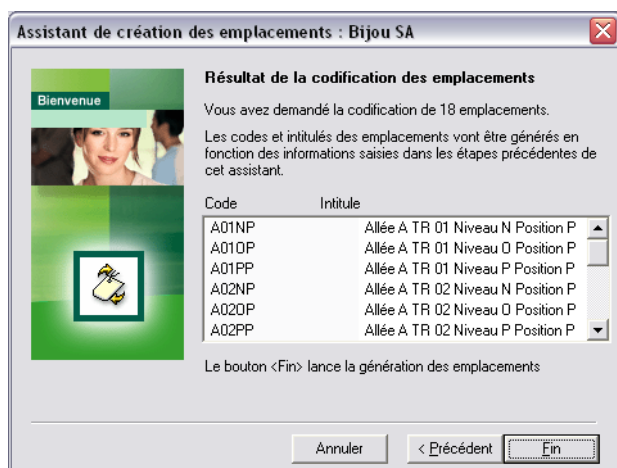 Assistant de création des emplacements : Bijou SA
Bienvenue
Résultat de la codification des emplacements
Vous avez demandé la codification de 18 emplacements.
Les codes et intitulés des emplacements vont être générés en
fonction des informations saisies dans les étapes précédentes de
cet assistant.
Code Intitule
A01NP Allée A TR 01 Niveau N Position P
A01OP Allée A TR 01 Niveau O Position P
A01PP Allée A TR 01 Niveau P Position P
A02NP Allée A TR 02 Niveau N Position P
A02OP Allée A TR 02 Niveau O Position P
A02PP Allée A TR 02 Niveau P Position P
Le bouton <Fin> lance la génération des emplacements
Annuler < Précédent Fin